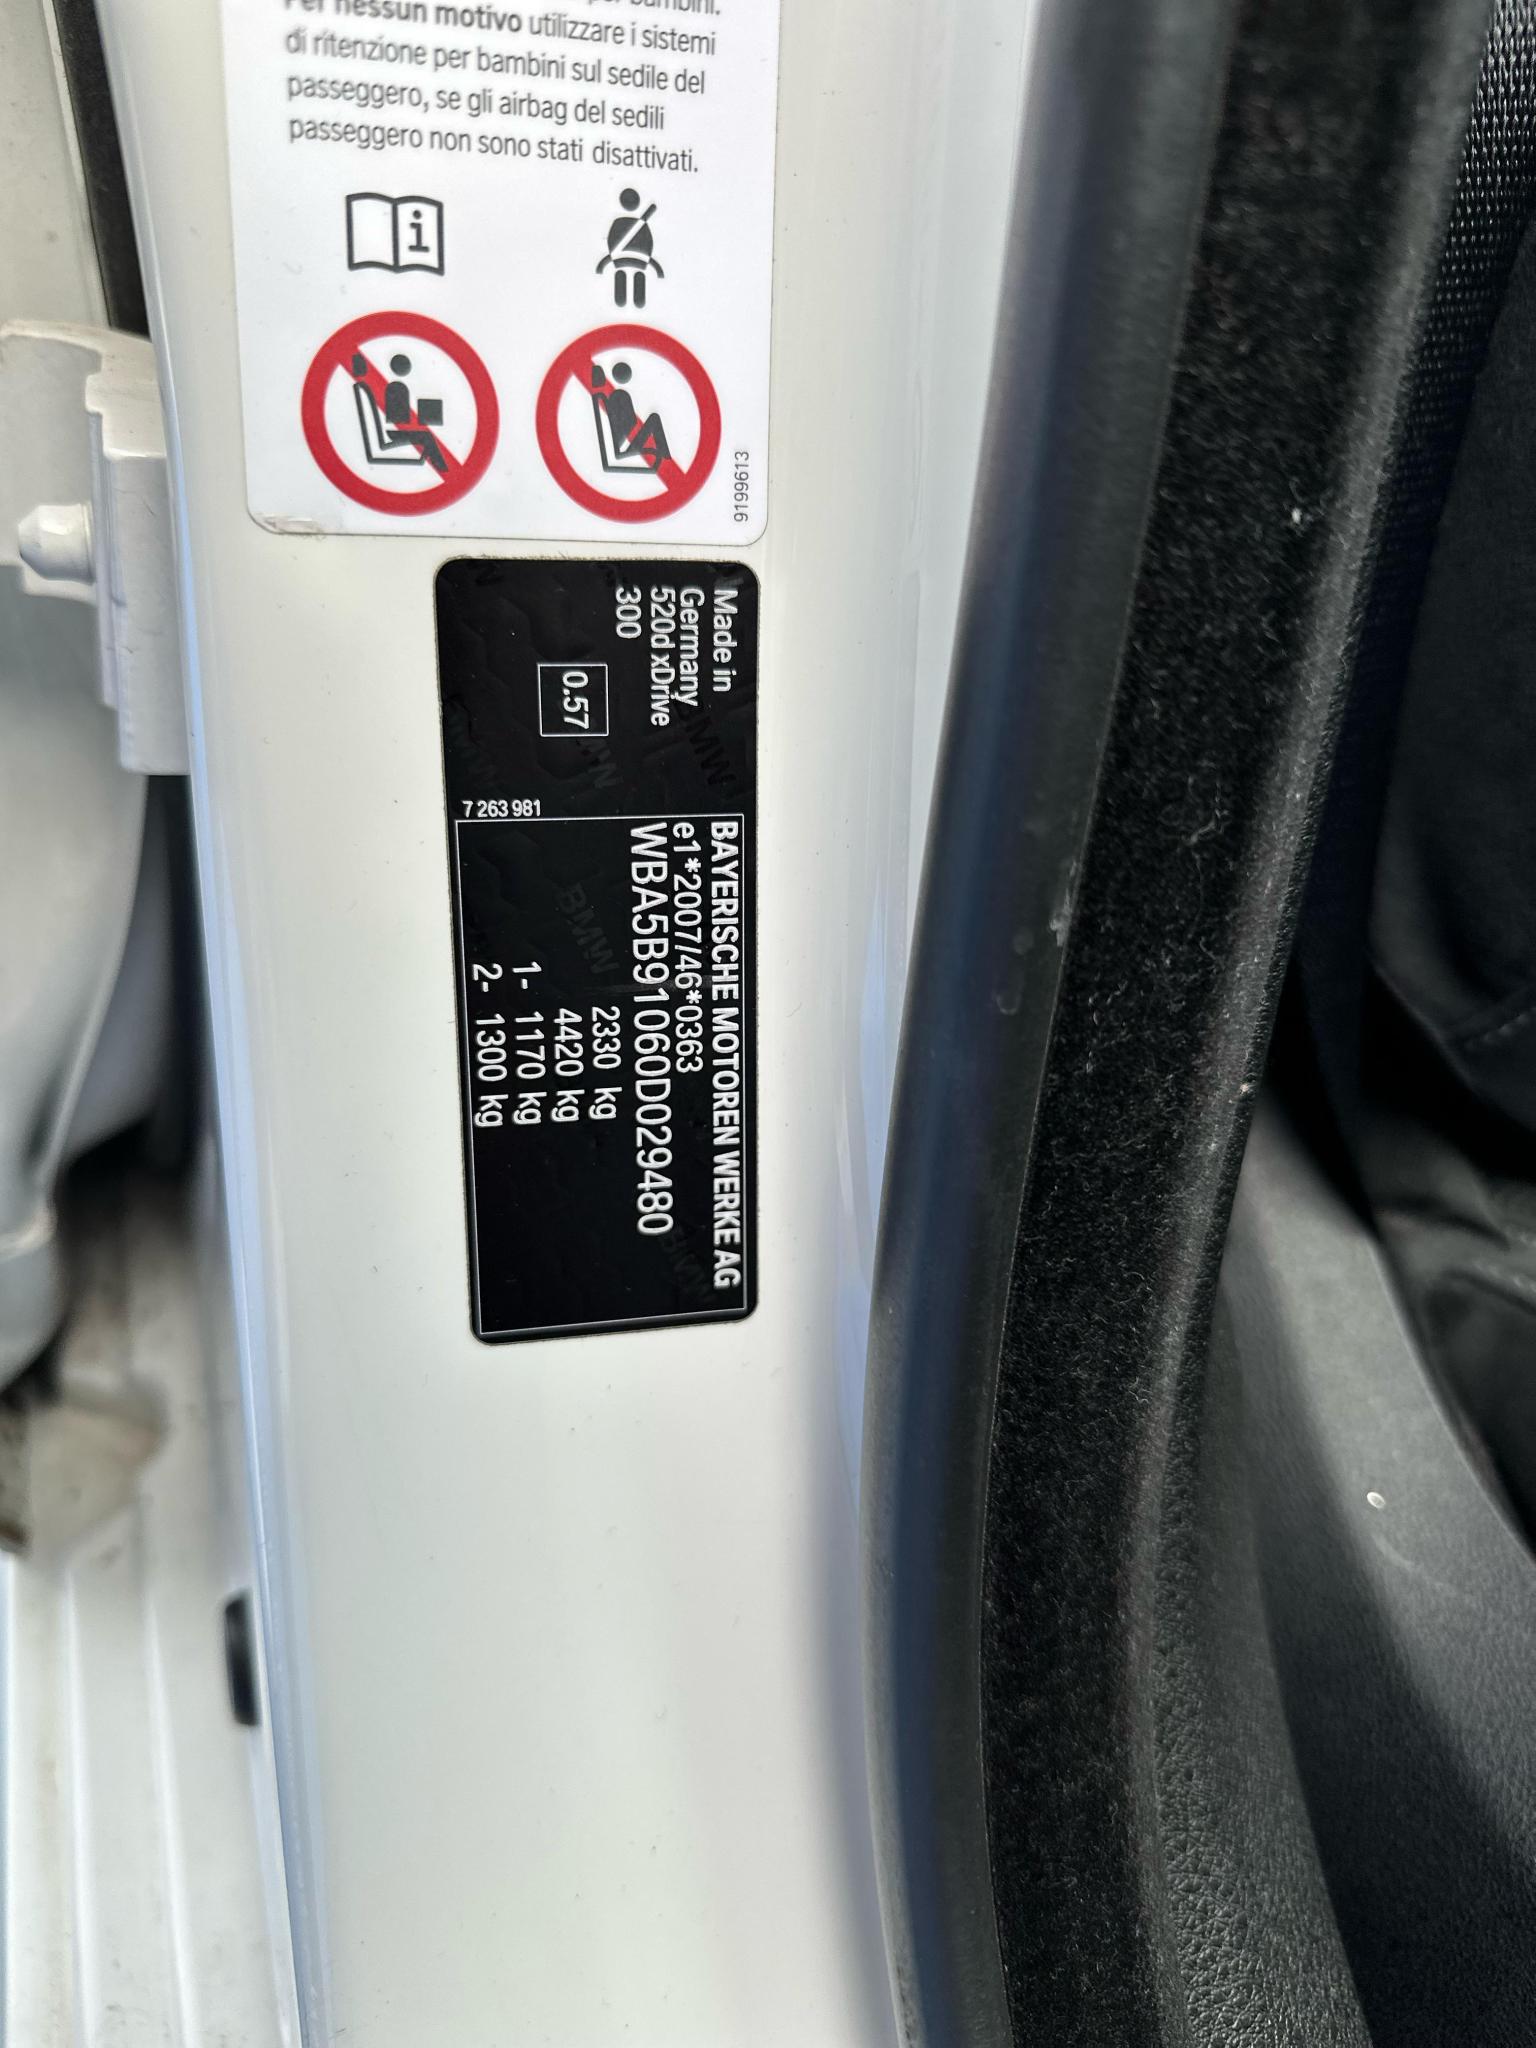 Per nessun motivo utilizzare i sistemi
di ritenzione per bambini sul sedile del
passeggero, se gli airbag del sedili
passeggero non sono stati disattivati.
9199613
Made in
Germany
520d xDrive
300
0.57
7 263 981
BAYERISCHE MOTOREN WERKE AG
e1*2007/46*0363
WBA5B91060D029480
2330 kg
4420 kg
1- 1170 kg
2- 1300 kg